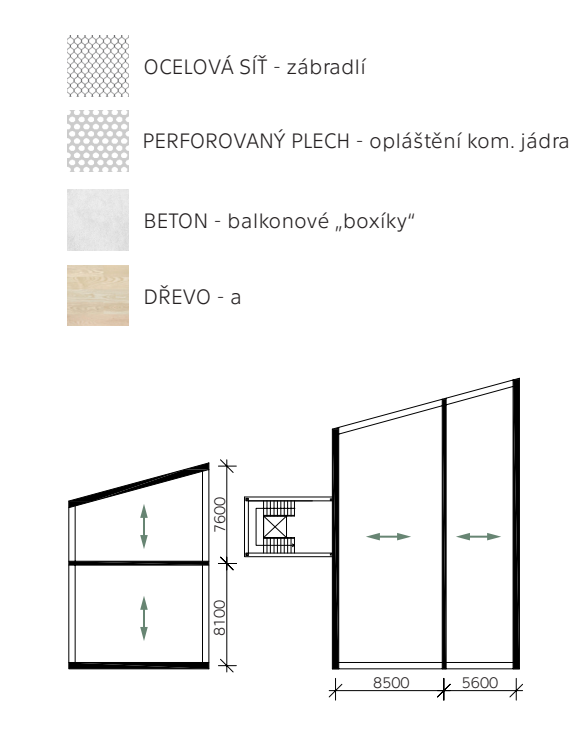 OCELOVÁ SÍŤ - zábradlí
PERFOROVANÝ PLECH - opláštění kom. jádra
BETON - balkonové „boxíky“
DŘEVO - a
7600
8100
8500
5600